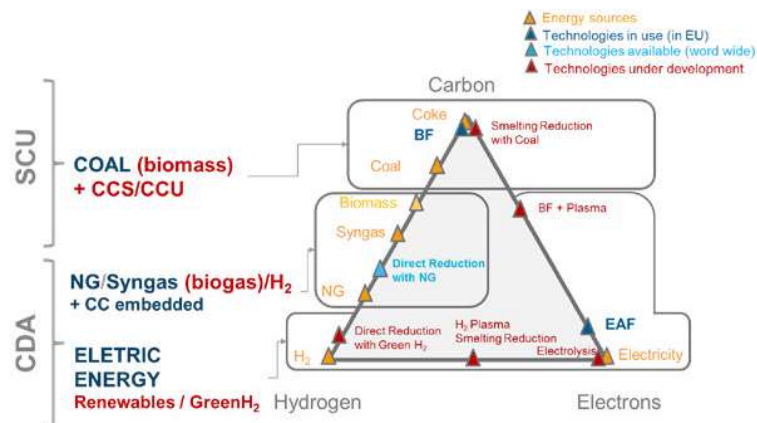 Energy sources
Technologies in use (in EU)
Technologies available (word wide)
Technologies under development
Carbon
Coke
BF
Smelting Reduction
with Coal
SCU
COAL (biomass)
+ CCS/CCU
Coal
Biomass
BF + Plasma
Syngas
Direct Reduction
with NG
CDA
NG/Syngas (biogas)/H₂
+ CC embedded
NG
EAF
ELETRIC
ENERGY
Renewables / GreenH₂
Direct Reduction
with Green H₂
H₂ Plasma
Smelting Reduction
Electrolysis
H₂
Electricity
Hydrogen
Electrons